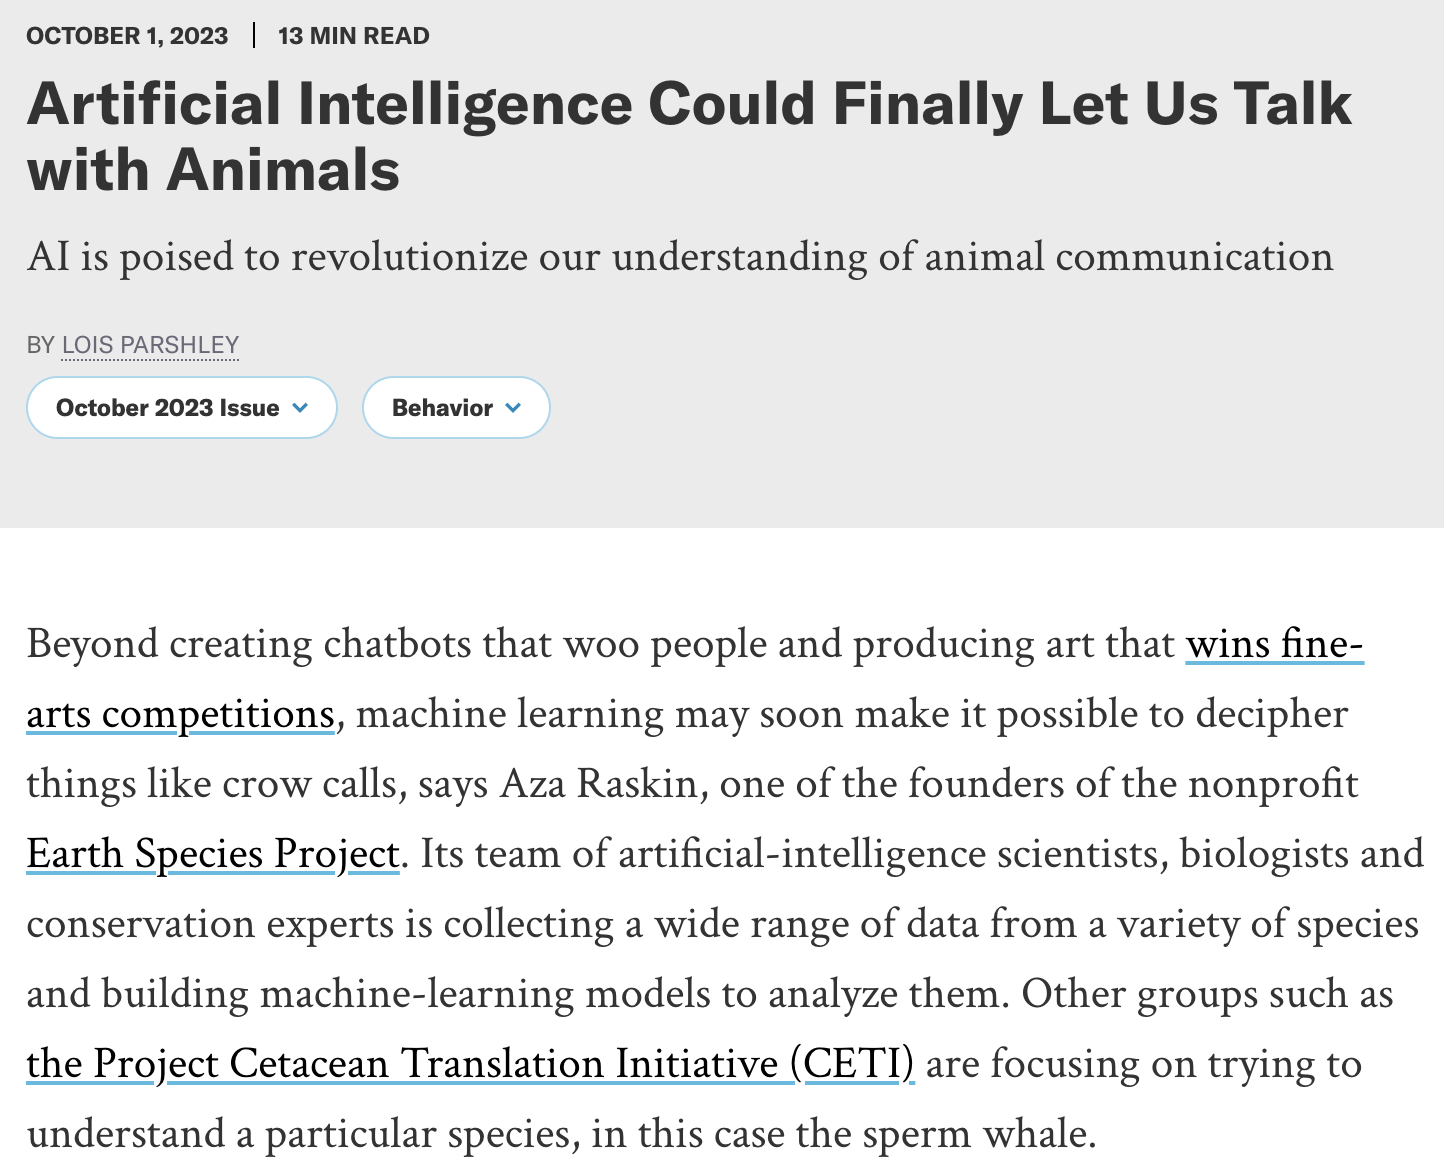 OCTOBER 1, 2023 | 13 MIN READ
Artificial Intelligence Could Finally Let Us Talk
with Animals
AI is poised to revolutionize our understanding of animal communication
BY LOIS PARSHLEY
October 2023 Issue
Behavior
Beyond creating chatbots that woo people and producing art that wins fine-
arts competitions, machine learning may soon make it possible to decipher
things like crow calls, says Aza Raskin, one of the founders of the nonprofit
Earth Species Project. Its team of artificial-intelligence scientists, biologists and
conservation experts is collecting a wide range of data from a variety of species
and building machine-learning models to analyze them. Other groups such as
the Project Cetacean Translation Initiative (CETI) are focusing on trying to
understand a particular species, in this case the sperm whale.